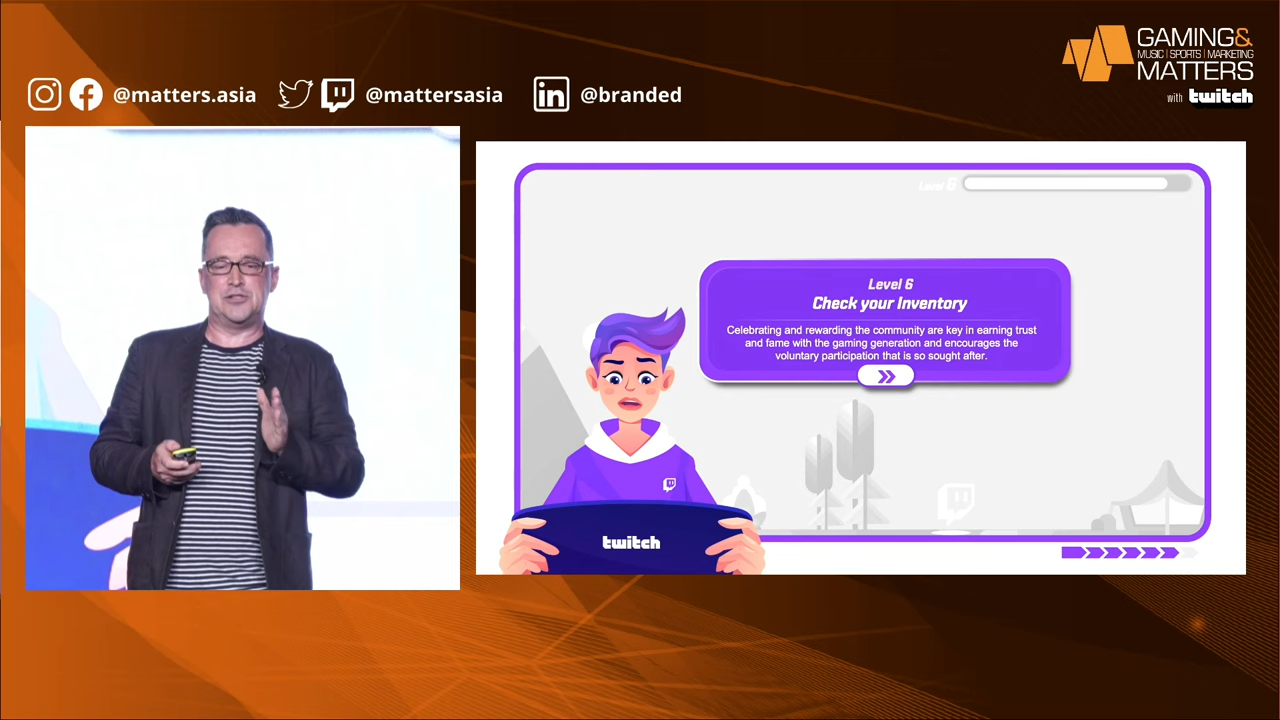 GAMING&
MUSIC | SPORTS | MARKETING
MATTERS
with twitch
@matters.asia
@mattersasia
in @branded
Level 6
Level 6
Check your Inventory
Celebrating and rewarding the community are key in earning trust
and fame with the gaming generation and encourages the
voluntary participation that is so sought after.
twitch